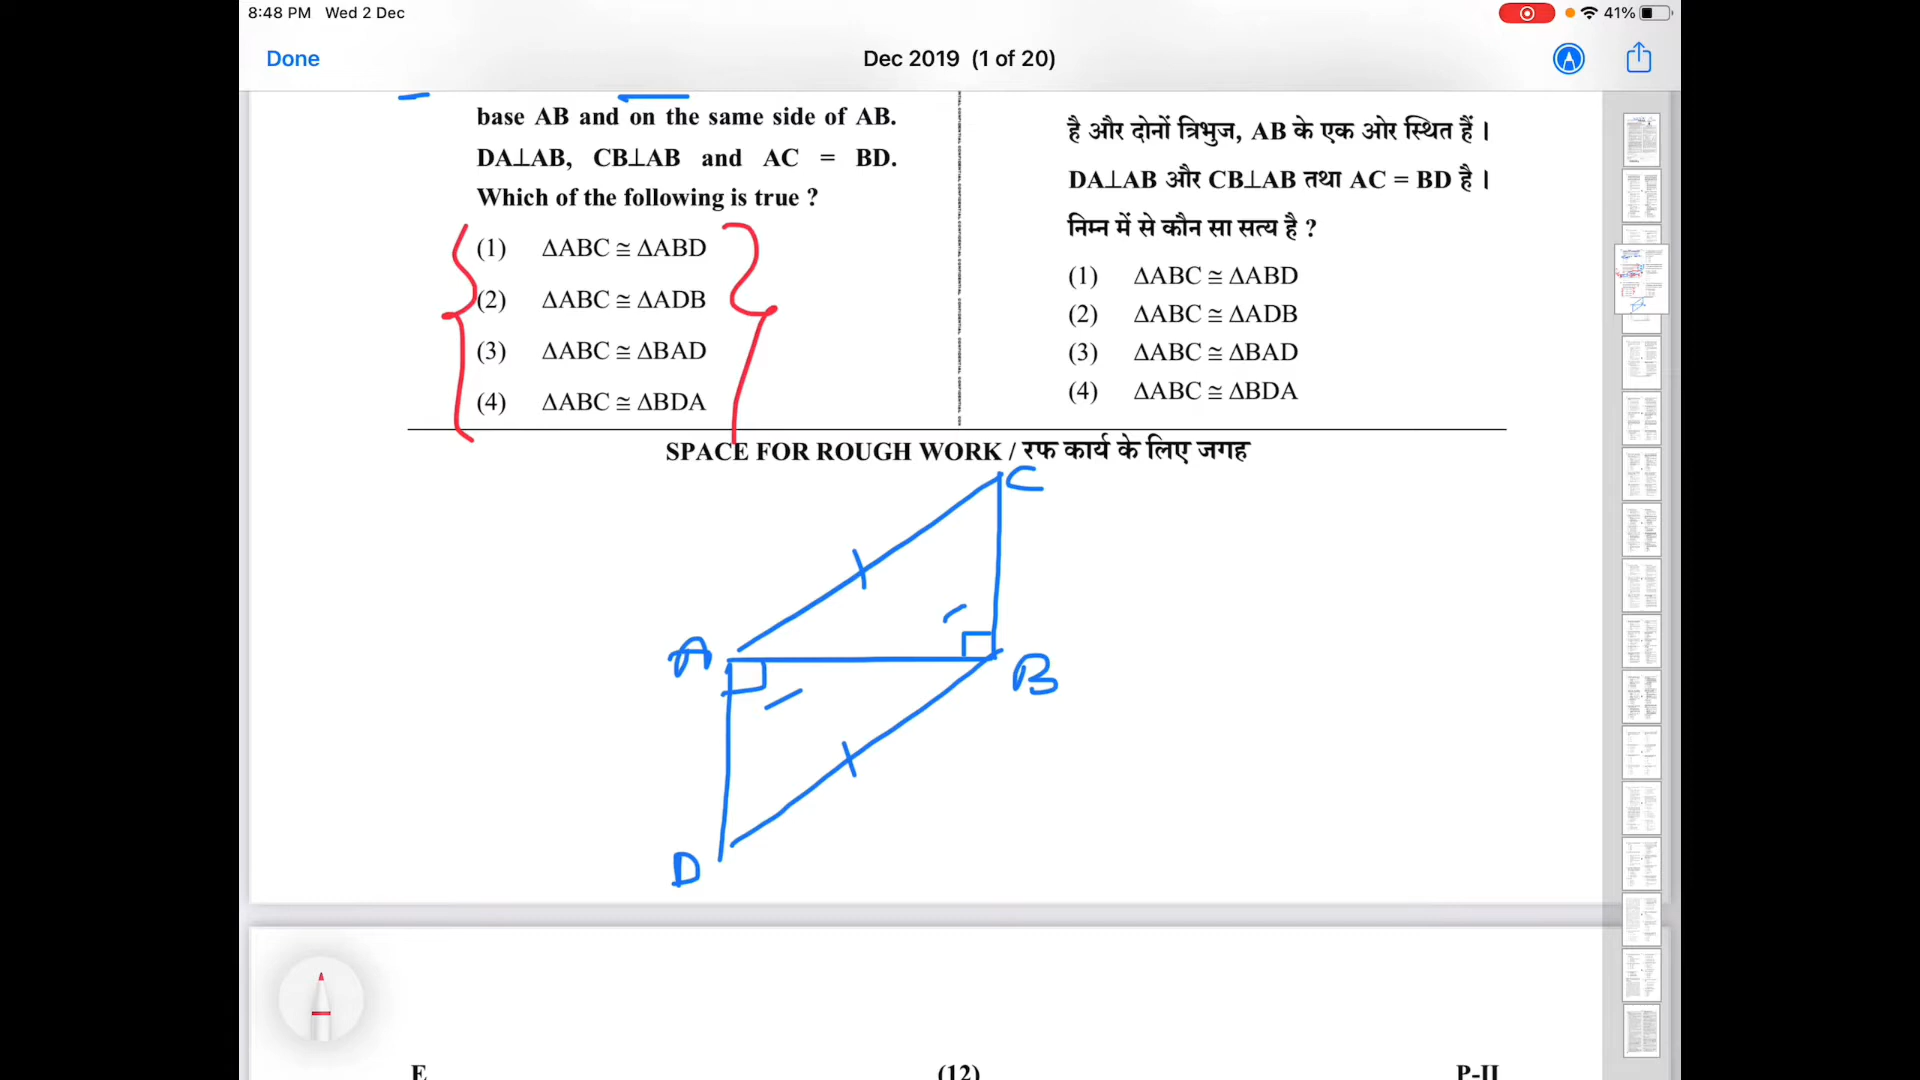 8:48 PM Wed 2 Dec
41%
Done
Dec 2019 (1 of 20)
base AB and on the same side of AB.
DA⊥AB, CB⊥AB and AC = BD.
Which of the following is true ?
(1) ΔABC ≅ ΔABD
(2) ΔABC ≅ ΔADB
(3) ΔABC ≅ ΔBAD
(4) ΔABC ≅ ΔBDA
है और दोनों त्रिभुज, AB के एक ओर स्थित हैं ।
DA⊥AB और CB⊥AB तथा AC = BD है ।
निम्न में से कौन सा सत्य है ?
(1) ΔABC ≅ ΔABD
(2) ΔABC ≅ ΔADB
(3) ΔABC ≅ ΔBAD
(4) ΔABC ≅ ΔBDA
SPACE FOR ROUGH WORK / रफ कार्य के लिए जगह
C
A
B
D
E (12) P-II